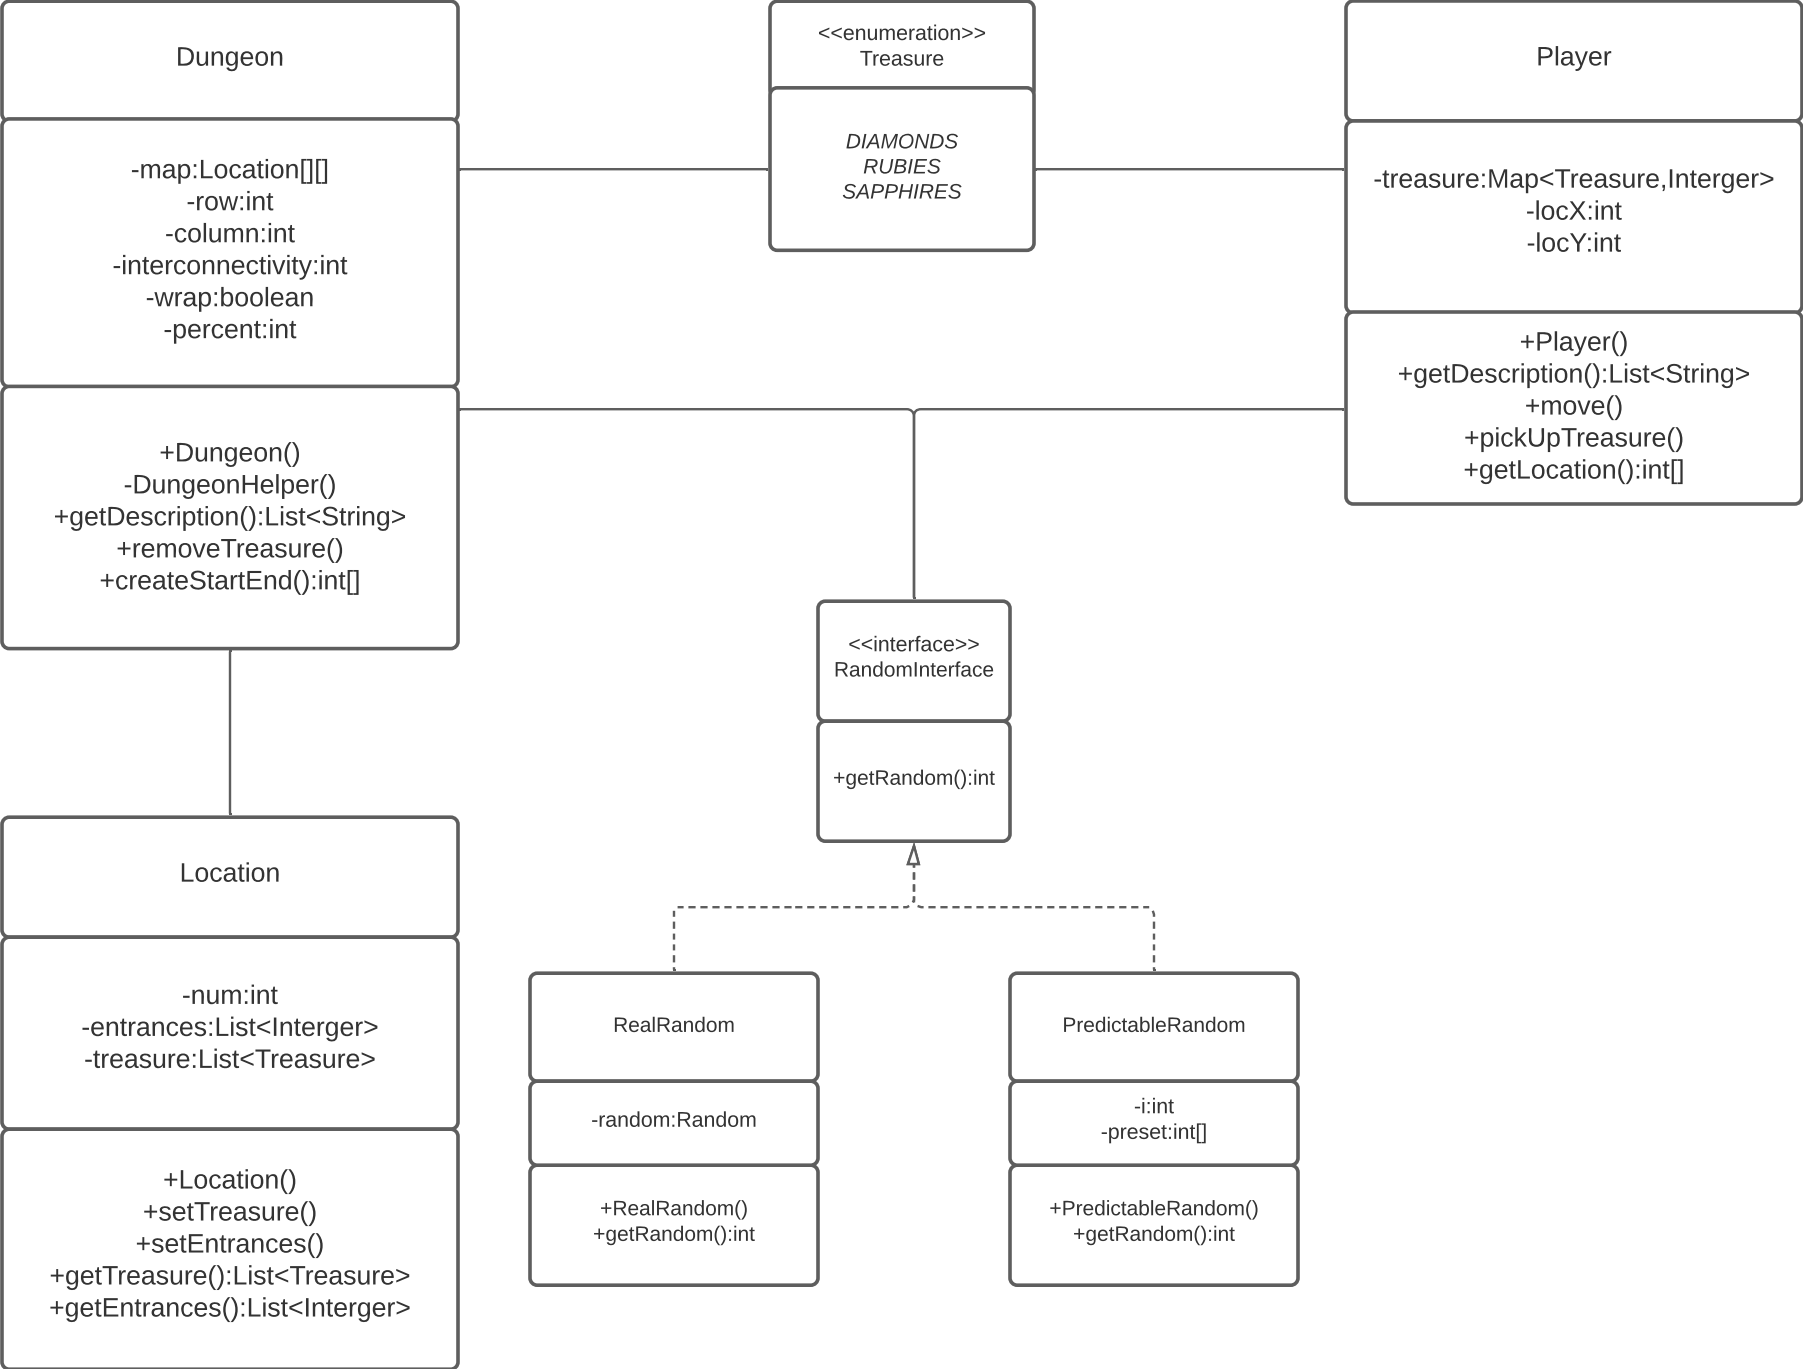 Dungeon
-map:Location[][]
-row:int
-column:int
-interconnectivity:int
-wrap:boolean
-percent:int
+Dungeon()
-DungeonHelper()
+getDescription():List<String>
+removeTreasure()
+createStartEnd():int[]
<<enumeration>>
Treasure
DIAMONDS
RUBIES
SAPPHIRES
Player
-treasure:Map<Treasure,Interger>
-locX:int
-locY:int
+Player()
+getDescription():List<String>
+move()
+pickUpTreasure()
+getLocation():int[]
<<interface>>
RandomInterface
+getRandom():int
Location
-num:int
-entrances:List<Interger>
-treasure:List<Treasure>
+Location()
+setTreasure()
+setEntrances()
+getTreasure():List<Treasure>
+getEntrances():List<Interger>
RealRandom
-random:Random
+RealRandom()
+getRandom():int
PredictableRandom
-i:int
-preset:int[]
+PredictableRandom()
+getRandom():int